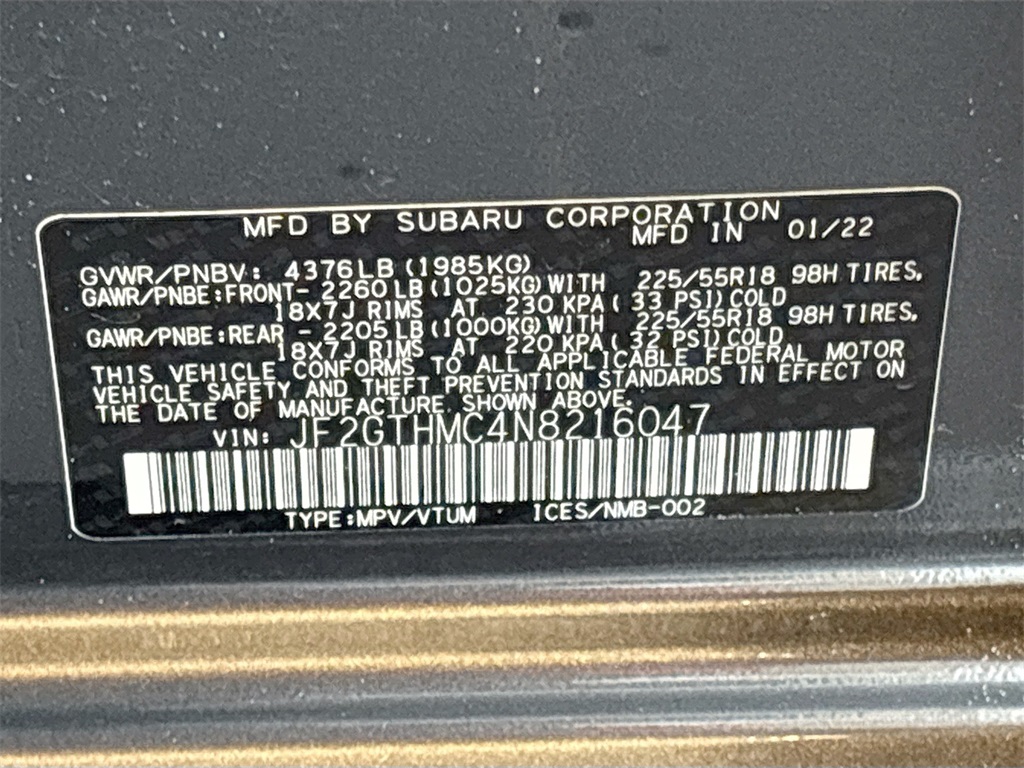 MFD BY SUBARU CORPORATION
MFD IN 01/22
GVWR/PNBV: 4376LB (1985KG)
GAWR/PNBE:FRONT- 2260LB(1025KG)WITH 225/55R18 98H TIRES,
18X7J RIMS AT 230 KPA( 33 PSI)COLD
GAWR/PNBE:REAR - 2205LB(1000KG)WITH 225/55R18 98H TIRES,
18X7J RIMS AT 220 KPA( 32 PSI)COLD
THIS VEHICLE CONFORMS TO ALL APPLICABLE FEDERAL MOTOR
VEHICLE SAFETY AND THEFT PREVENTION STANDARDS IN EFFECT ON
THE DATE OF MANUFACTURE SHOWN ABOVE.
VIN: JF2GTHMC4N8216047
TYPE:MPV/VTUM ICES/NMB-002